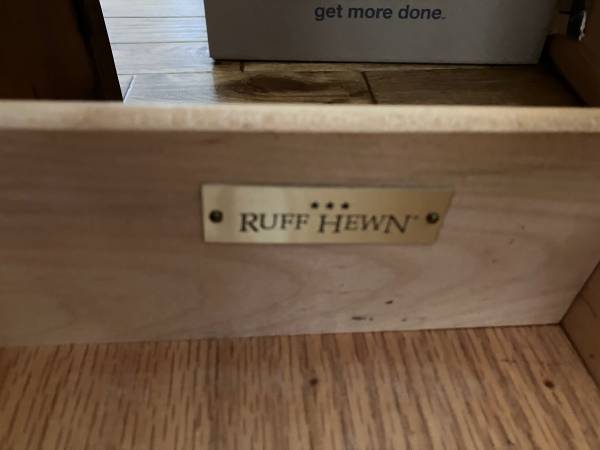 get more done.
★★★
RUFF HEWN